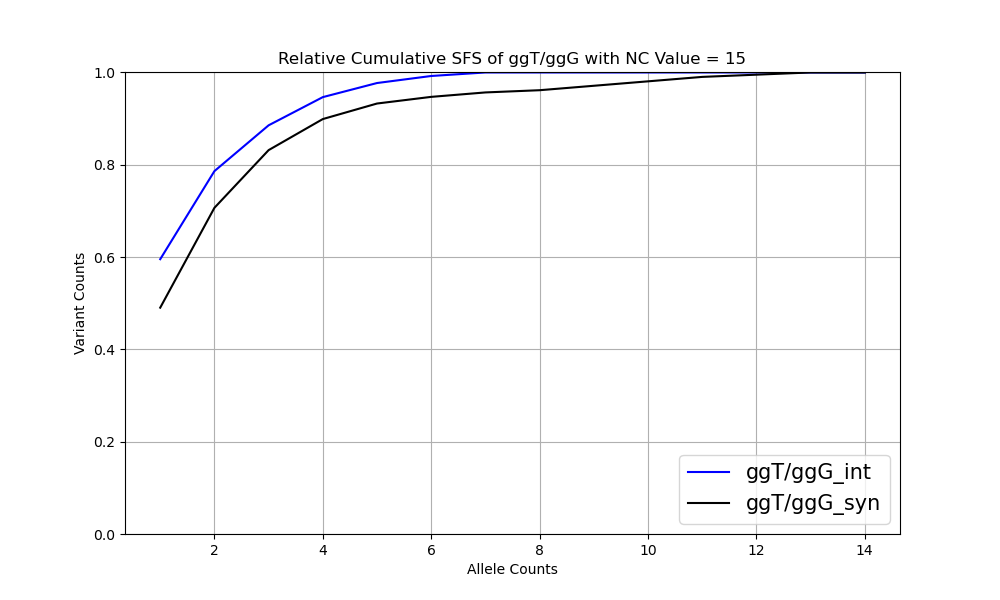 Relative Cumulative SFS of ggT/ggG with NC Value = 15
1.0
0.8
0.6
0.4
0.2
0.0
Variant Counts
2 4 6 8 10 12 14
Allele Counts
ggT/ggG_int
ggT/ggG_syn